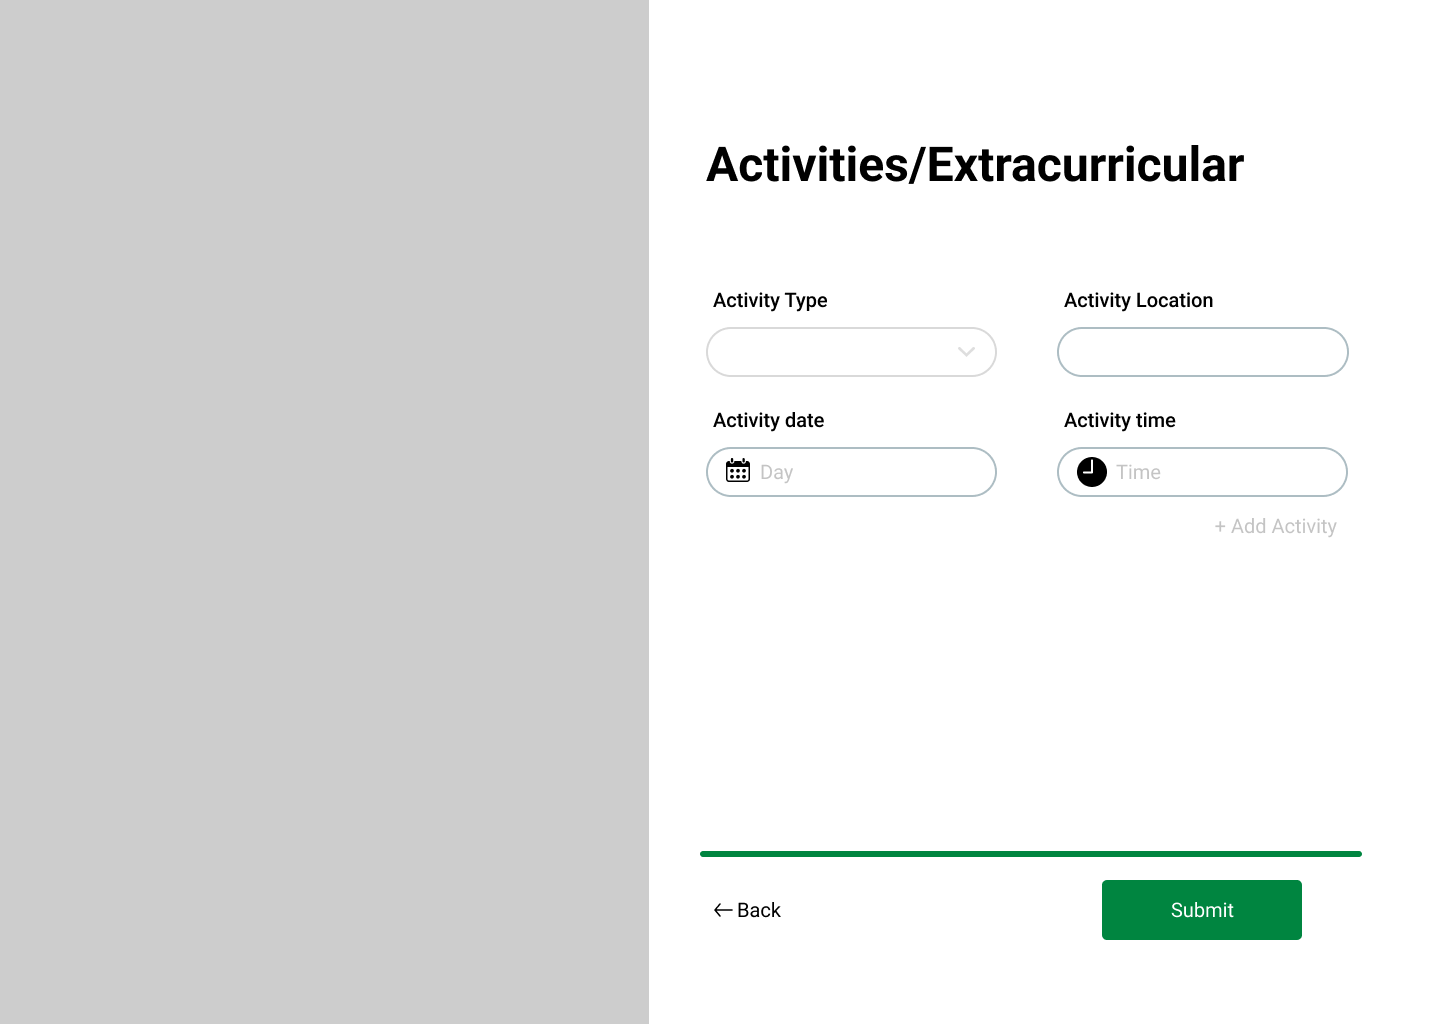 Activities/Extracurricular
Activity Type
Activity Location
Activity date
Activity time
Day
Time
+ Add Activity
Back
Submit